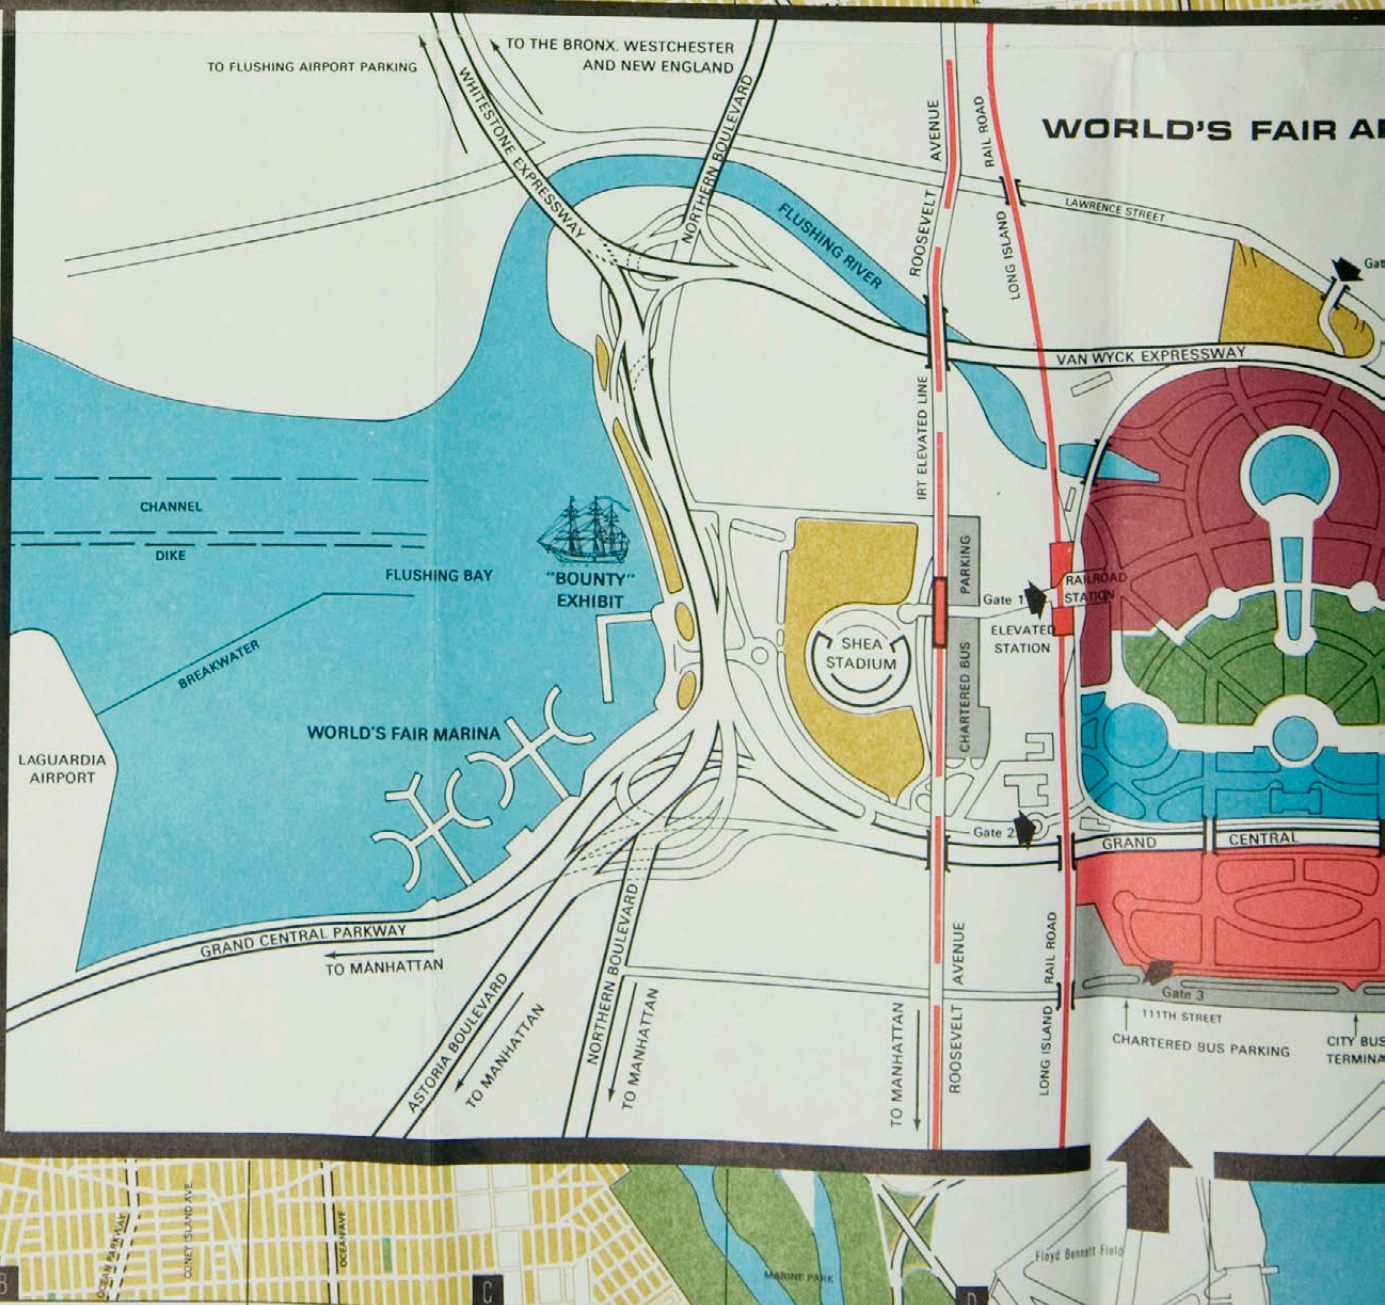 TO FLUSHING AIRPORT PARKING
TO THE BRONX, WESTCHESTER
AND NEW ENGLAND
WHITESTONE EXPRESSWAY
NORTHERN BOULEVARD
ROOSEVELT AVENUE
LONG ISLAND RAIL ROAD
WORLD'S FAIR
LAWRENCE STREET
FLUSHING RIVER
VAN WYCK EXPRESSWAY
IRT ELEVATED LINE
CHANNEL
DIKE
FLUSHING BAY
"BOUNTY"
EXHIBIT
BREAKWATER
WORLD'S FAIR MARINA
LAGUARDIA
AIRPORT
SHEA
STADIUM
CHARTERED BUS PARKING
Gate 1
RAILROAD
STATION
ELEVATED
STATION
Gate 2
GRAND CENTRAL
GRAND CENTRAL PARKWAY
TO MANHATTAN
ASTORIA BOULEVARD
TO MANHATTAN
NORTHERN BOULEVARD
TO MANHATTAN
TO MANHATTAN
ROOSEVELT AVENUE
LONG ISLAND RAIL ROAD
Gate 3
111TH STREET
CHARTERED BUS PARKING
CITY BUS
OCEAN PARKWAY
CONEY ISLAND AVE
OCEAN AVE
MARINE PARK
Floyd Bennett Field
B
C
D